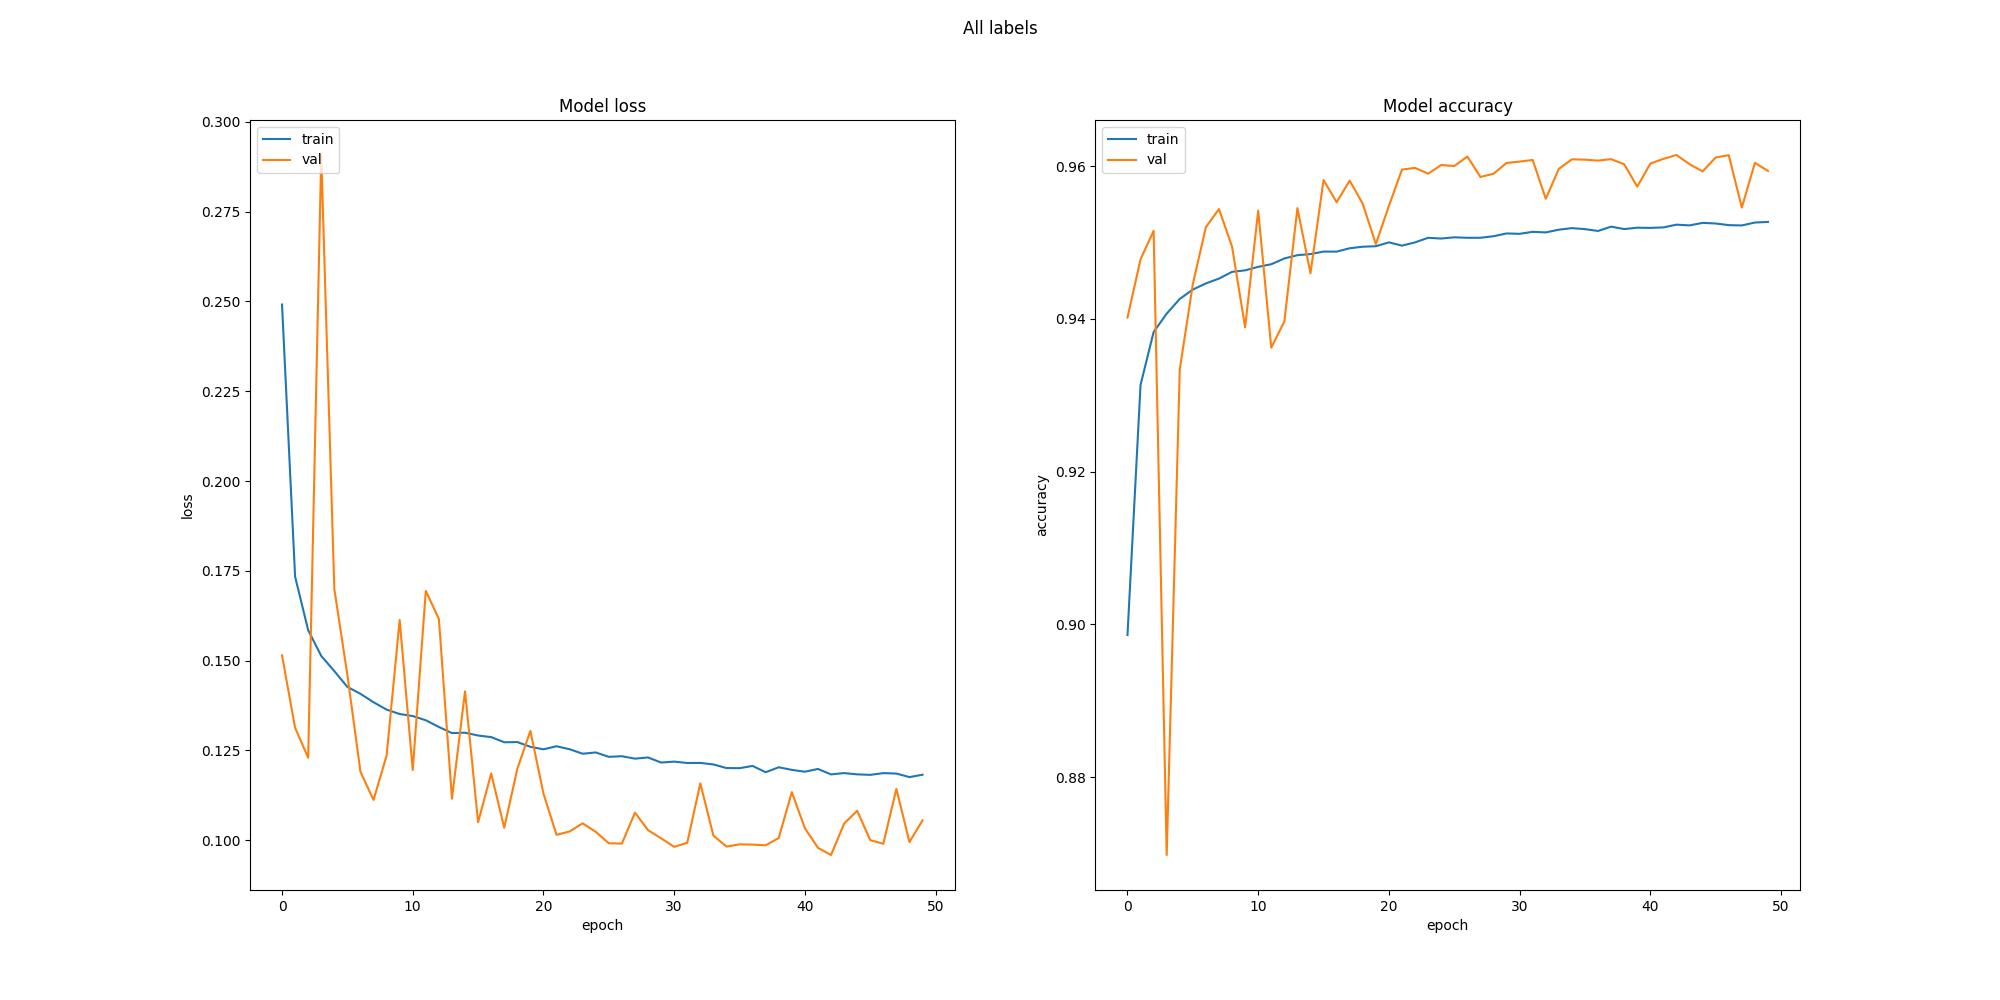 All labels
Model loss
train
val
0.300
0.275
0.250
0.225
0.200
0.175
0.150
0.125
0.100
loss
0 10 20 30 40 50
epoch
Model accuracy
train
val
0.96
0.94
0.92
0.90
0.88
accuracy
0 10 20 30 40 50
epoch